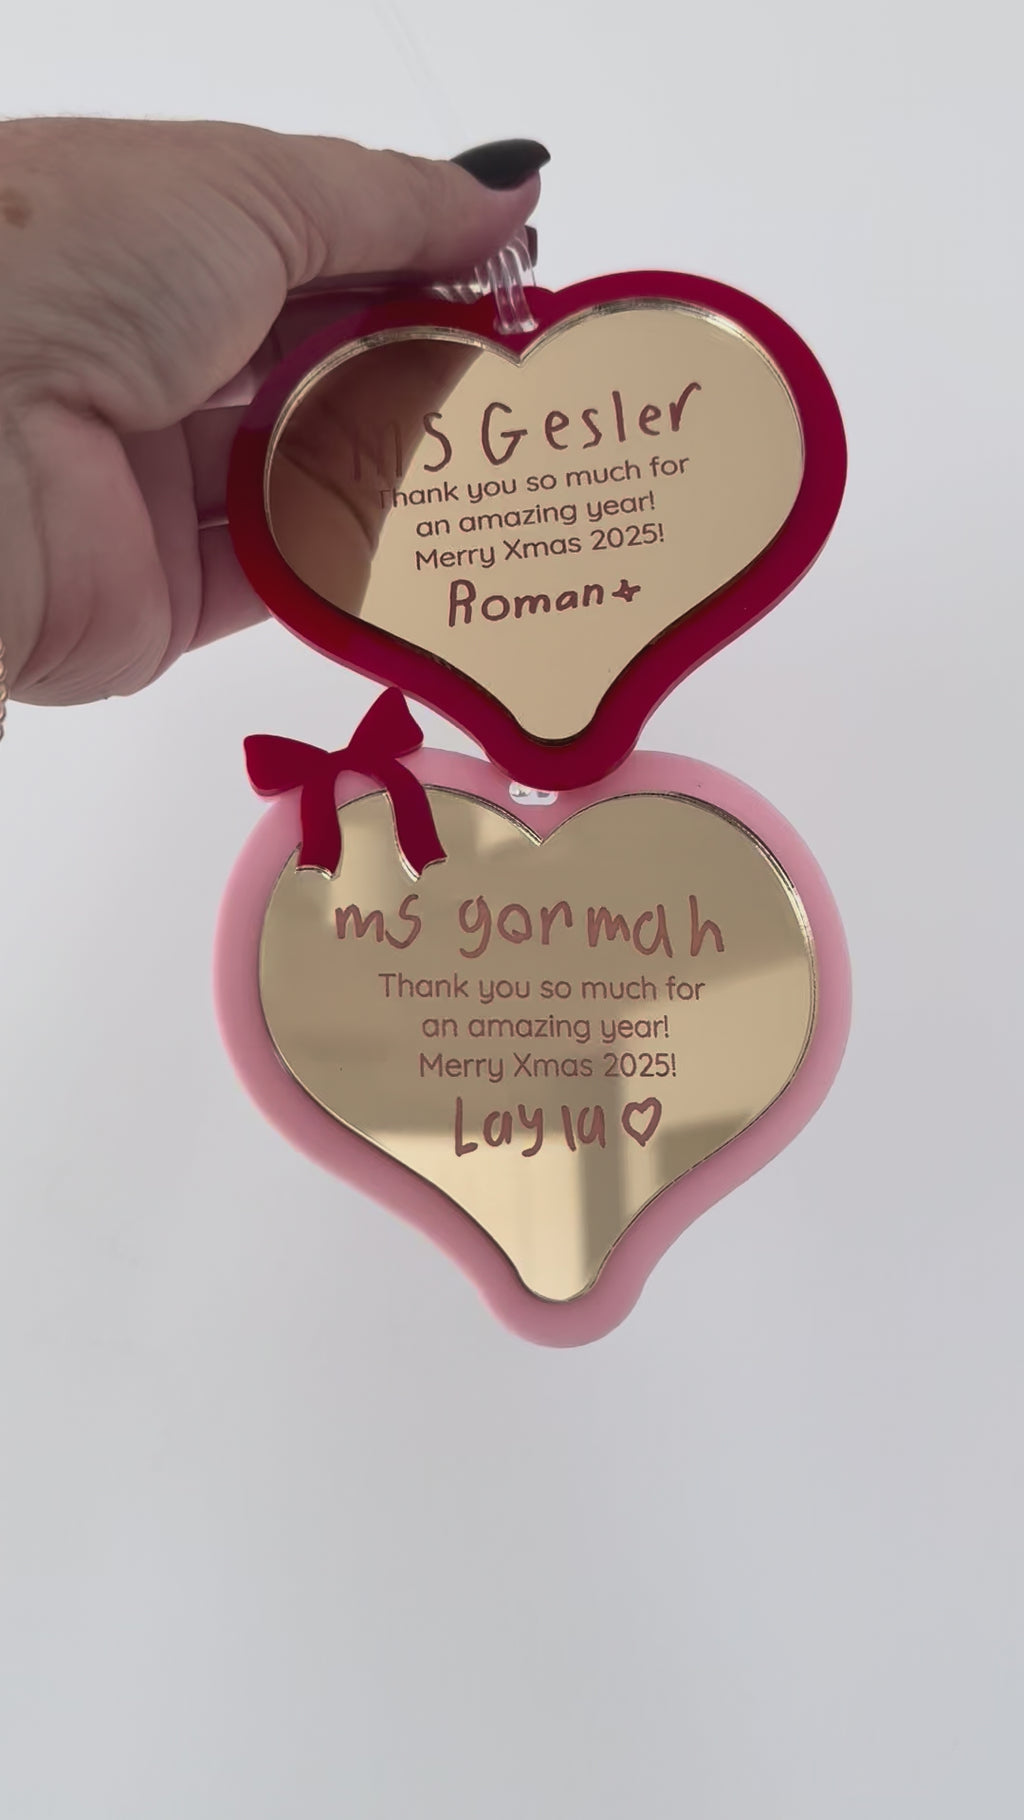 Ms Gesler
Thank you so much for
an amazing year!
Merry Xmas 2025!
Roman
ms gormah
Thank you so much for
an amazing year!
Merry Xmas 2025!
Layla♡